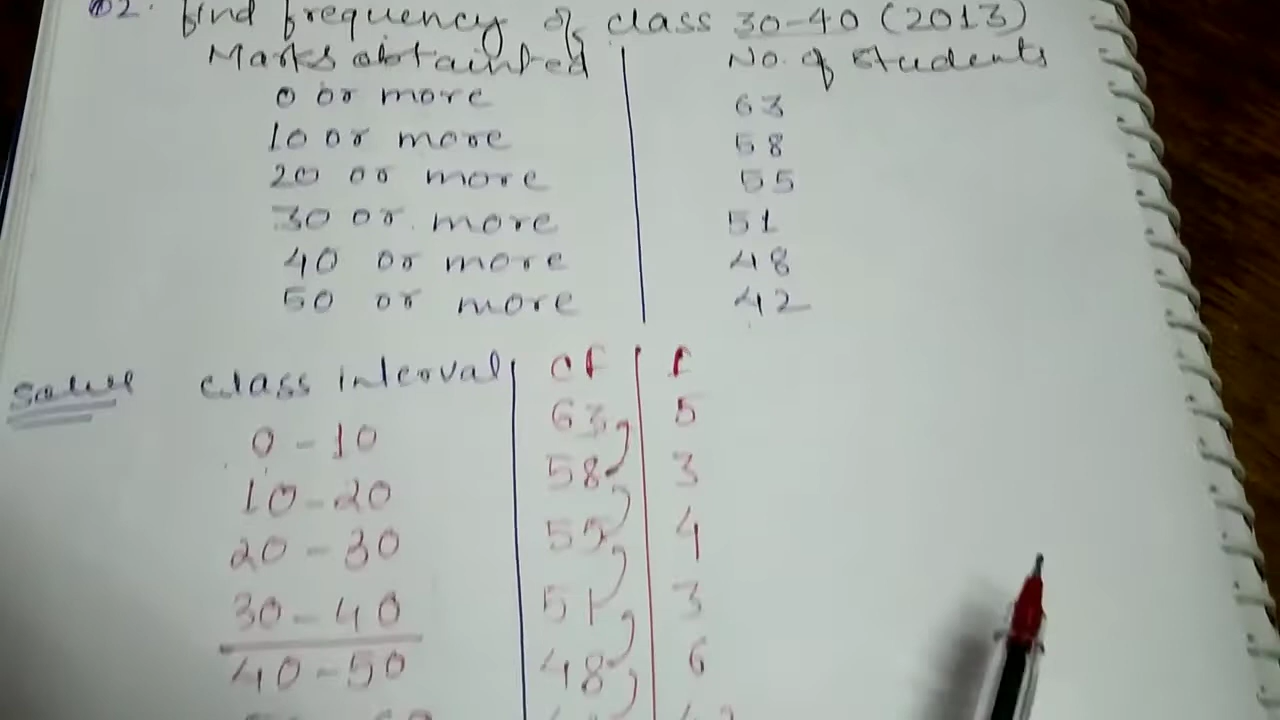 Q2. Find frequency of class 30-40 (2013)
Marks obtained | No. of students
0 or more 63
10 or more 58
20 or more 55
30 or more 51
40 or more 48
50 or more 42
class interval cf f
0-10 63 5
10-20 58 3
20-30 55 4
30-40 51 3
40-50 48 6